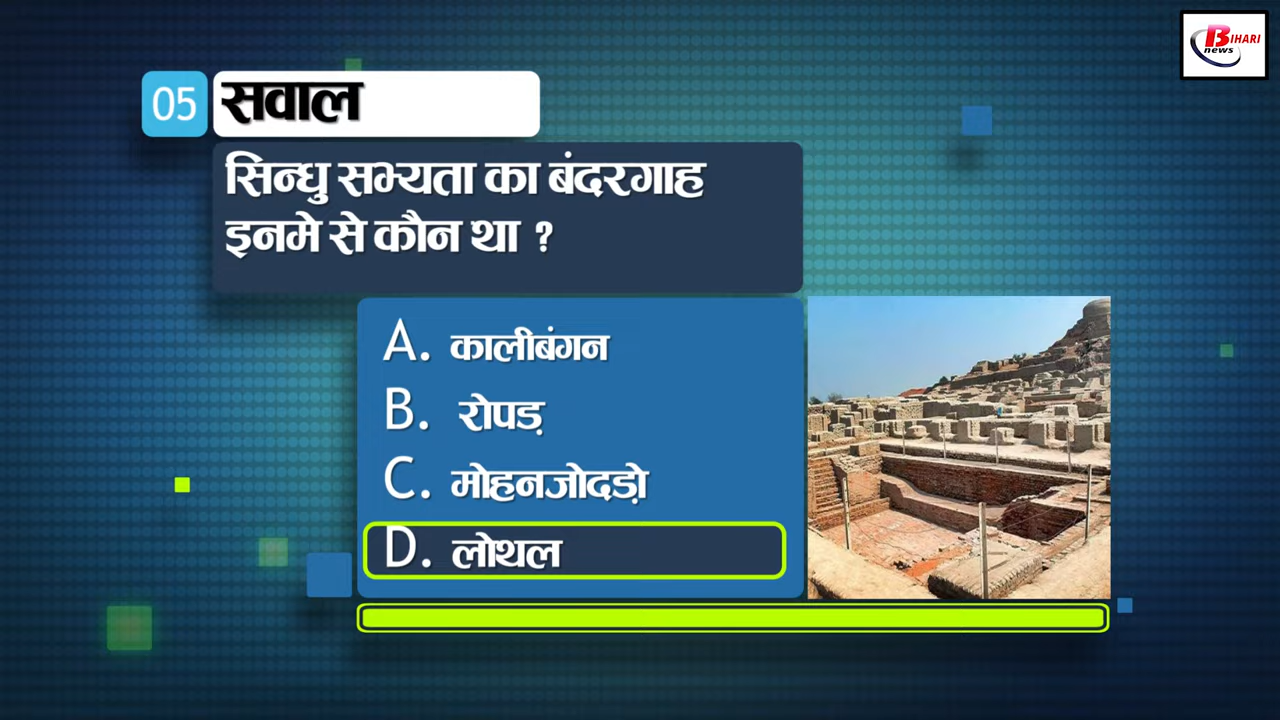 BIHARI
news
05 सवाल
सिन्धु सभ्यता का बंदरगाह
इनमे से कौन था ?
A. कालीबंगन
B. रोपड़
C. मोहनजोदड़ो
D. लोथल